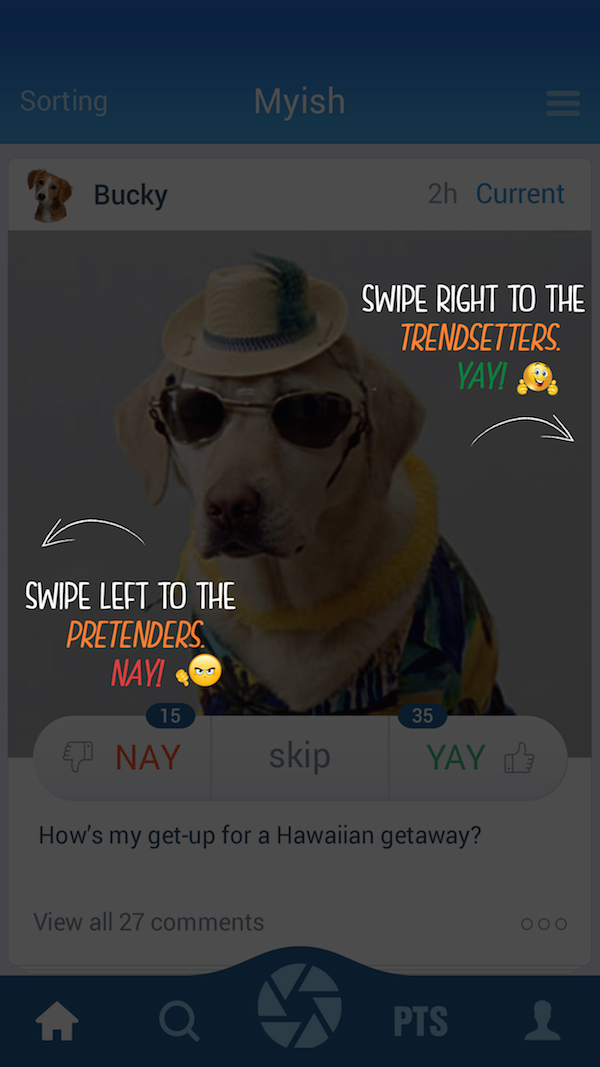 Sorting Myish
Bucky 2h Current
SWIPE RIGHT TO THE
TRENDSETTERS.
YAY!
SWIPE LEFT TO THE
PRETENDERS.
NAY!
15 35
NAY skip YAY
How's my get-up for a Hawaiian getaway?
View all 27 comments
PTS